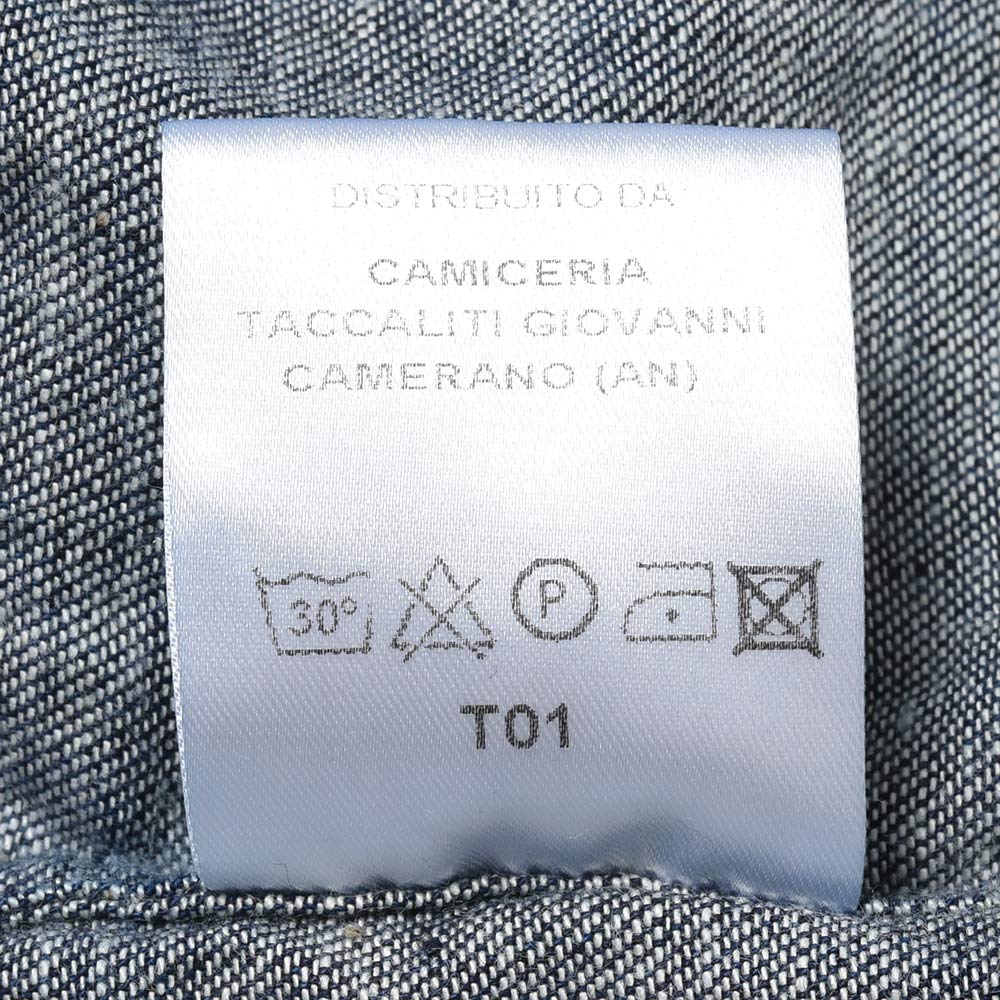 DISTRIBUITO DA:
CAMICERIA
TACCALITI GIOVANNI
CAMERANO (AN)
30° P
T01